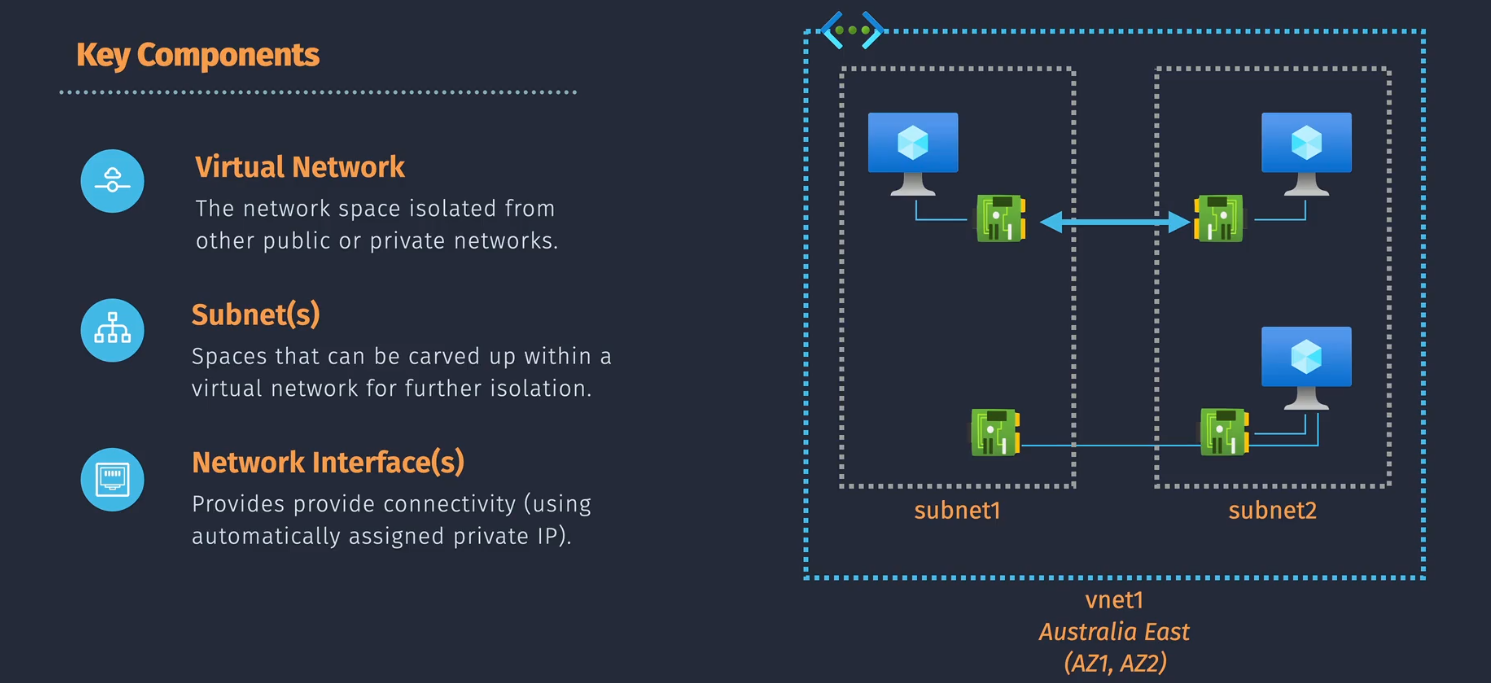 Key Components
Virtual Network
The network space isolated from
other public or private networks.
Subnet(s)
Spaces that can be carved up within a
virtual network for further isolation.
Network Interface(s)
Provides provide connectivity (using
automatically assigned private IP).
subnet1
subnet2
vnet1
Australia East
(AZ1, AZ2)